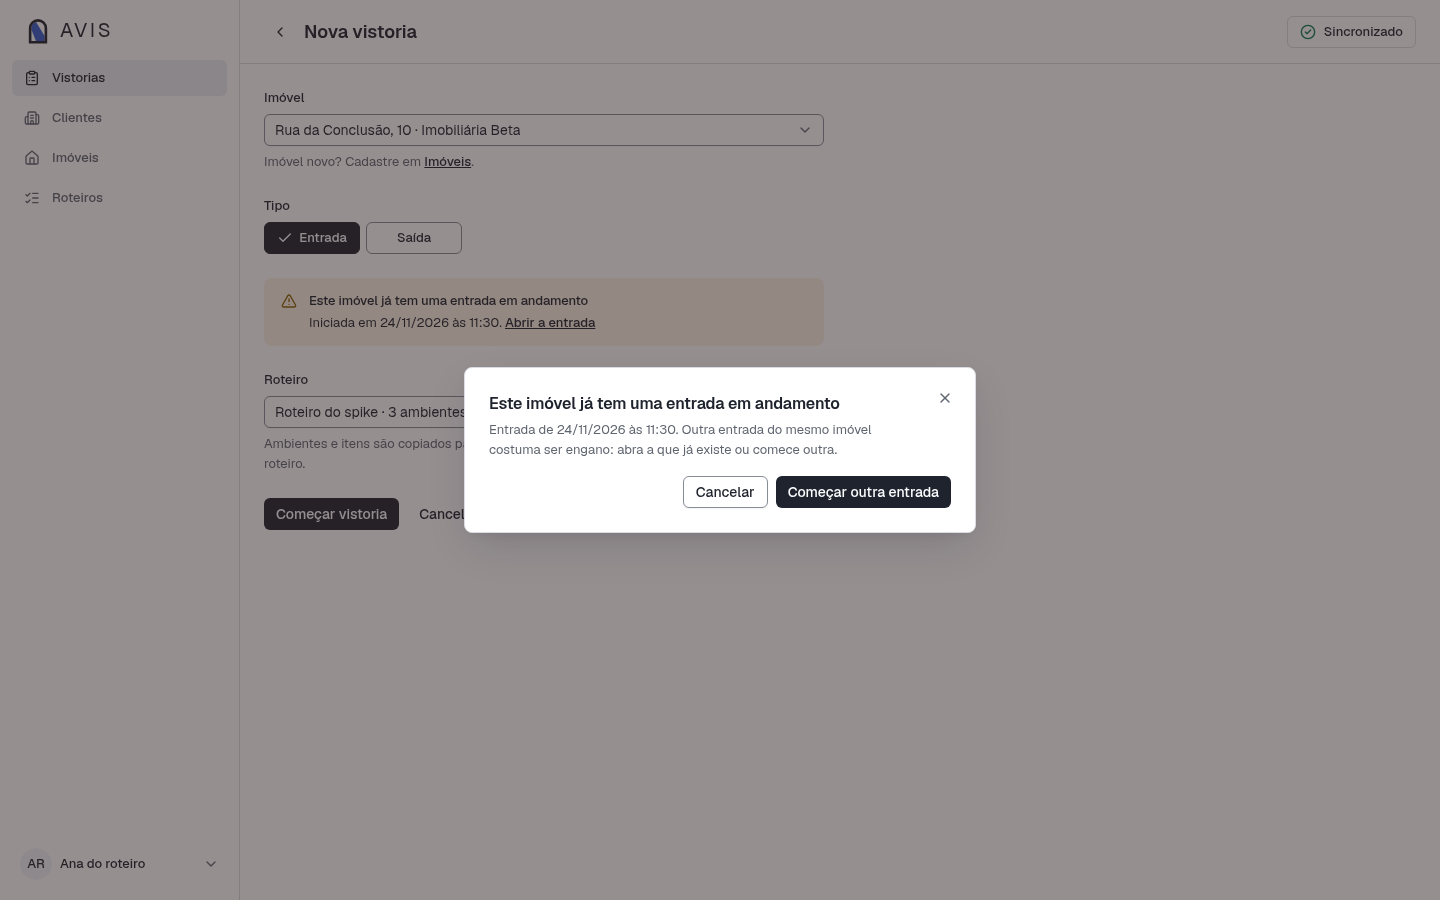 AVIS
Vistorias
Clientes
Imóveis
Roteiros
Nova vistoria
Sincronizado
Imóvel
Rua da Conclusão, 10 · Imobiliária Beta
Imóvel novo? Cadastre em Imóveis.
Tipo
Entrada
Saída
Este imóvel já tem uma entrada em andamento
Iniciada em 24/11/2026 às 11:30. Abrir a entrada
Roteiro
Roteiro do spike · 3 ambientes
Ambientes e itens são copiados
roteiro.
Começar vistoria
Este imóvel já tem uma entrada em andamento
Entrada de 24/11/2026 às 11:30. Outra entrada do mesmo imóvel
costuma ser engano: abra a que já existe ou comece outra.
Cancelar
Começar outra entrada
AR
Ana do roteiro